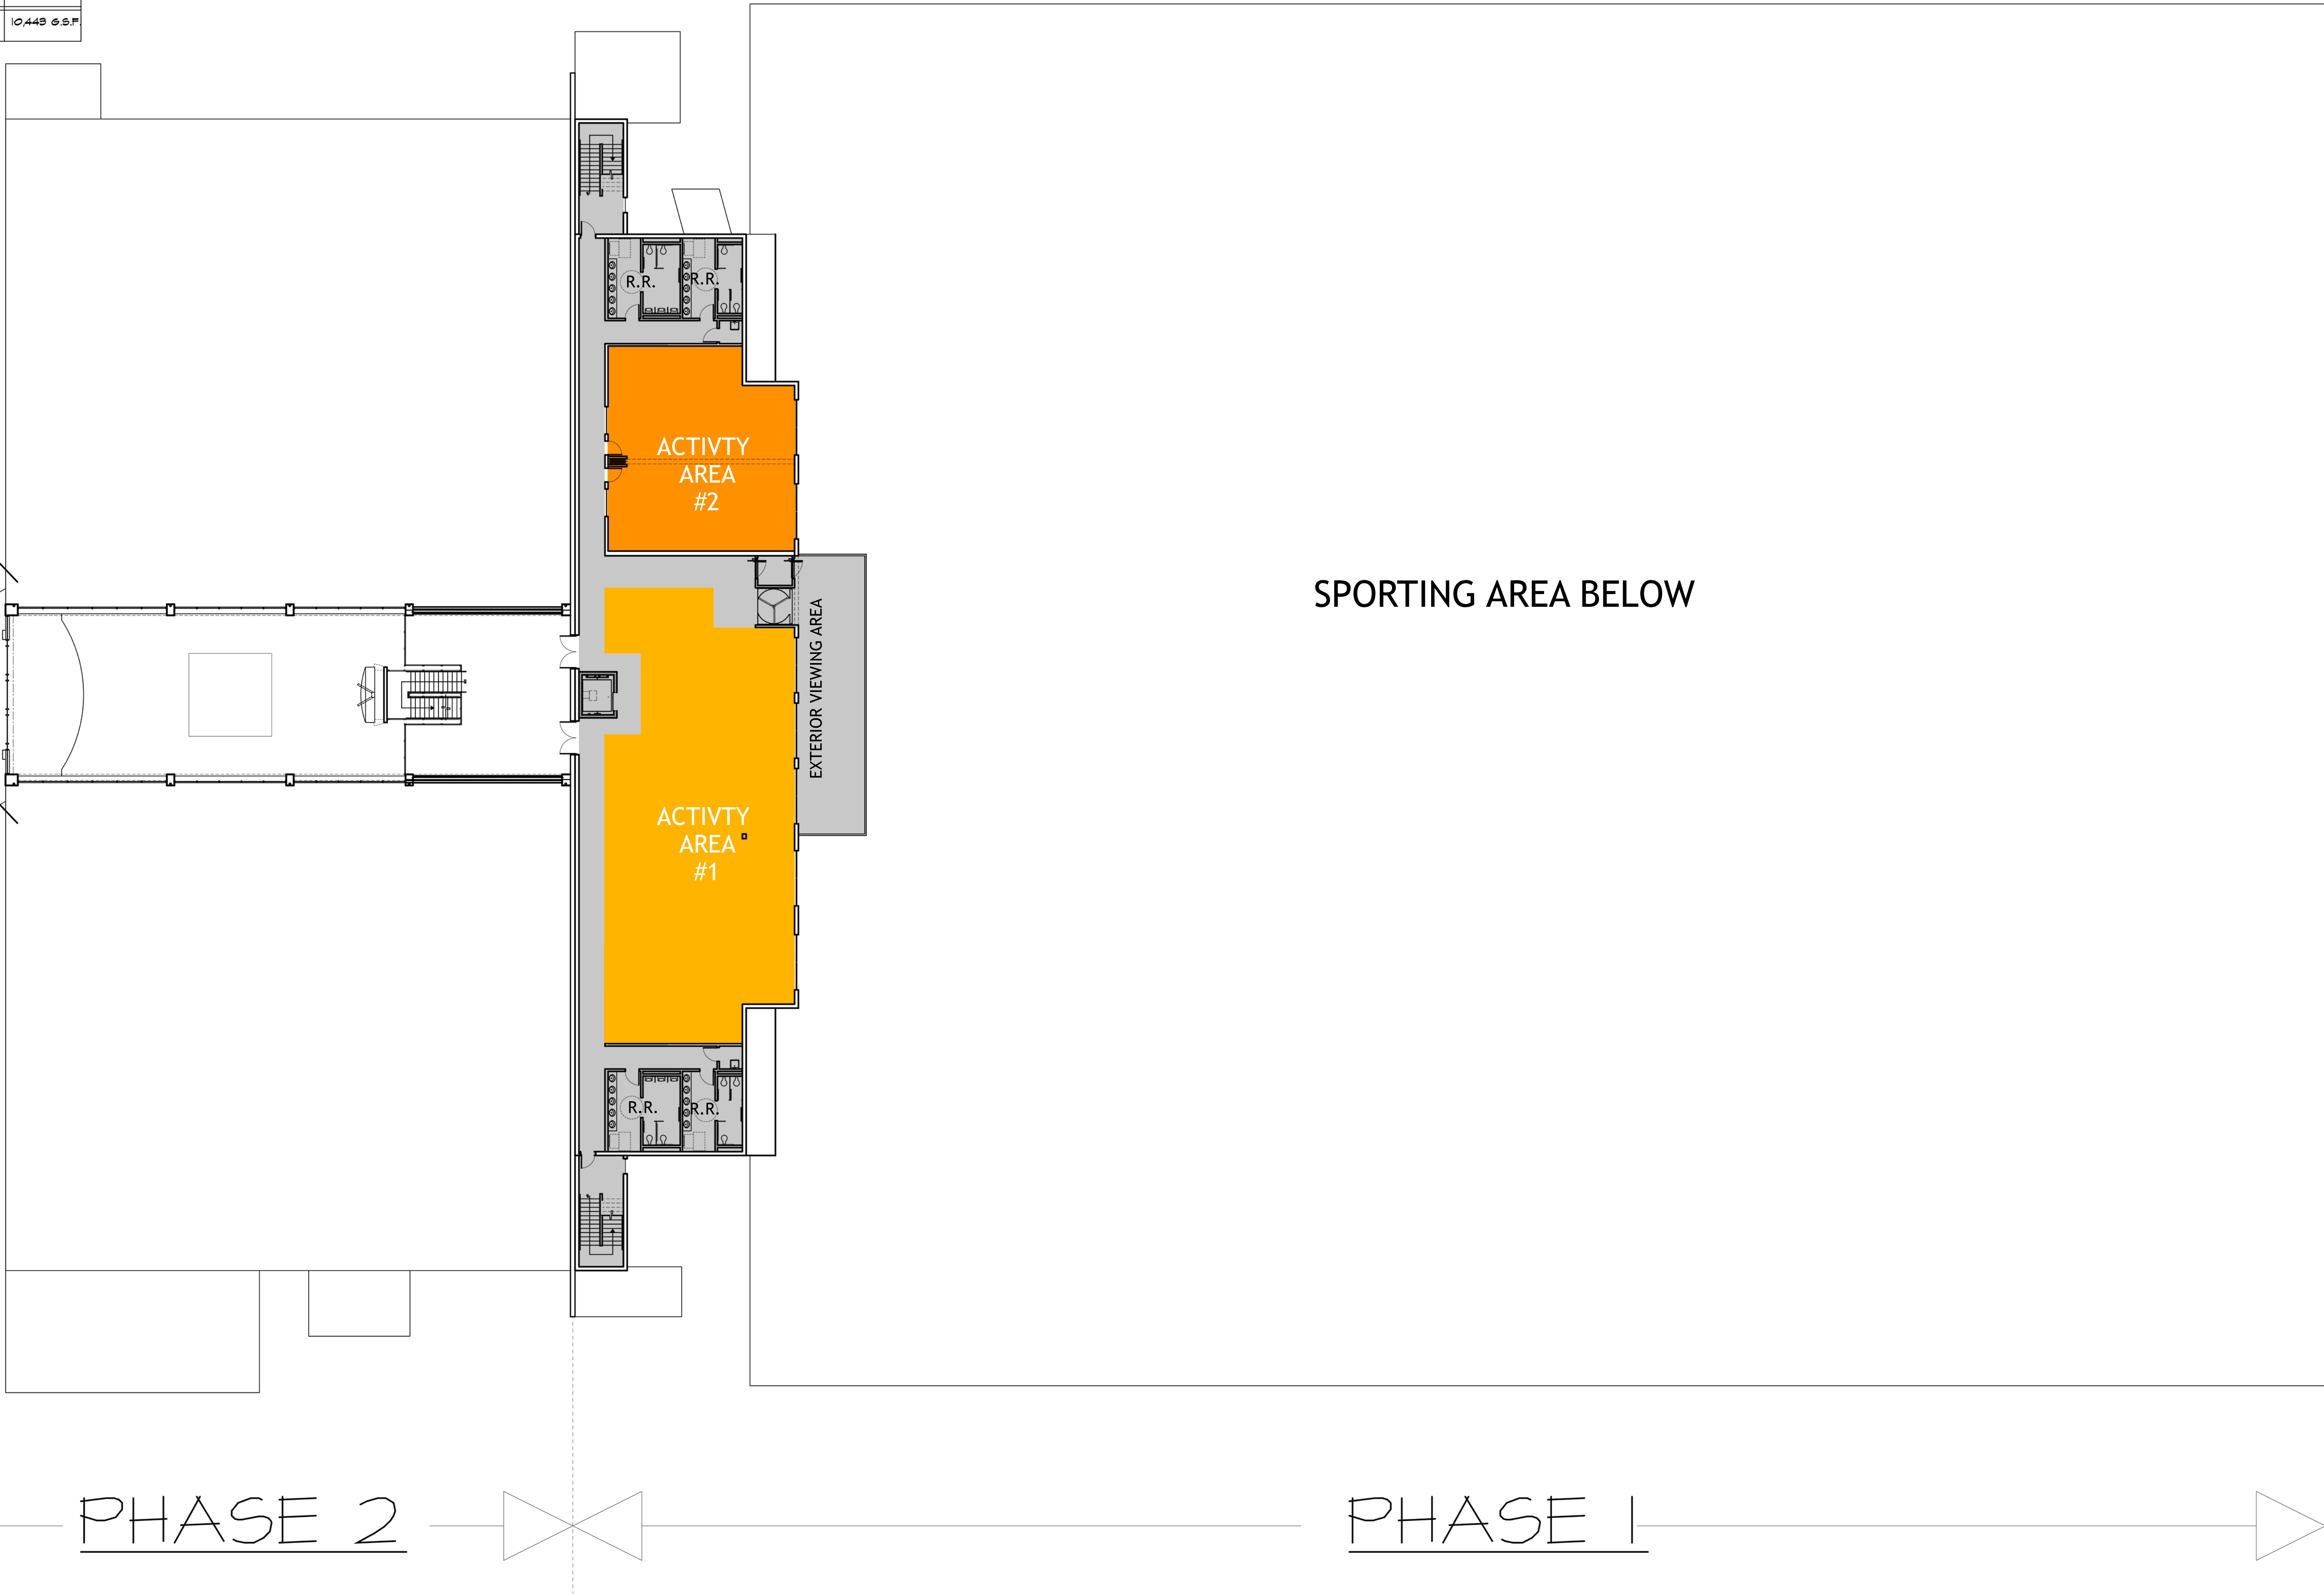 10,443 G.S.F.
R.R.
R.R.
ACTIVTY
AREA
#2
SPORTING AREA BELOW
EXTERIOR VIEWING AREA
ACTIVTY
AREA
#1
R.R.
R.R.
PHASE 2
PHASE 1